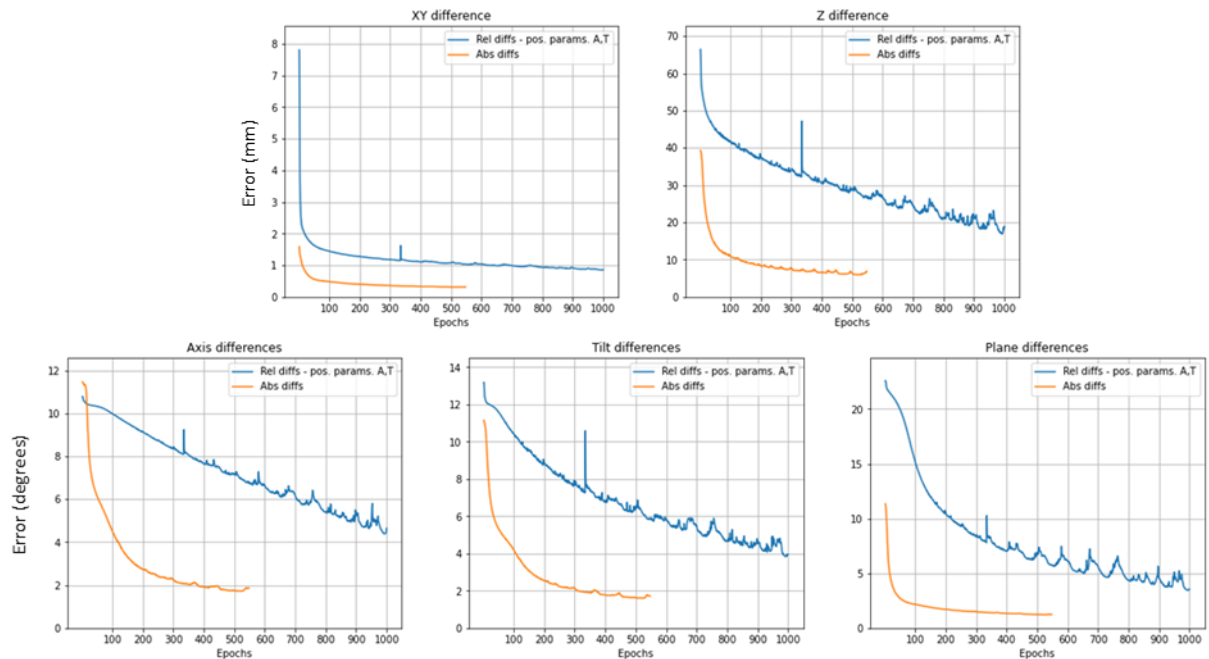 XY difference
Rel diffs - pos. params. A,T
Abs diffs
Error (mm)
8
7
6
5
4
3
2
1
0
100 200 300 400 500 600 700 800 900 1000
Epochs
Z difference
Rel diffs - pos. params. A,T
Abs diffs
70
60
50
40
30
20
10
0
100 200 300 400 500 600 700 800 900 1000
Epochs
Axis differences
Rel diffs - pos. params. A,T
Abs diffs
Error (degrees)
12
10
8
6
4
2
0
100 200 300 400 500 600 700 800 900 1000
Epochs
Tilt differences
Rel diffs - pos. params. A,T
Abs diffs
14
12
10
8
6
4
2
0
100 200 300 400 500 600 700 800 900 1000
Epochs
Plane differences
Rel diffs - pos. params. A,T
Abs diffs
20
15
10
5
0
100 200 300 400 500 600 700 800 900 1000
Epochs